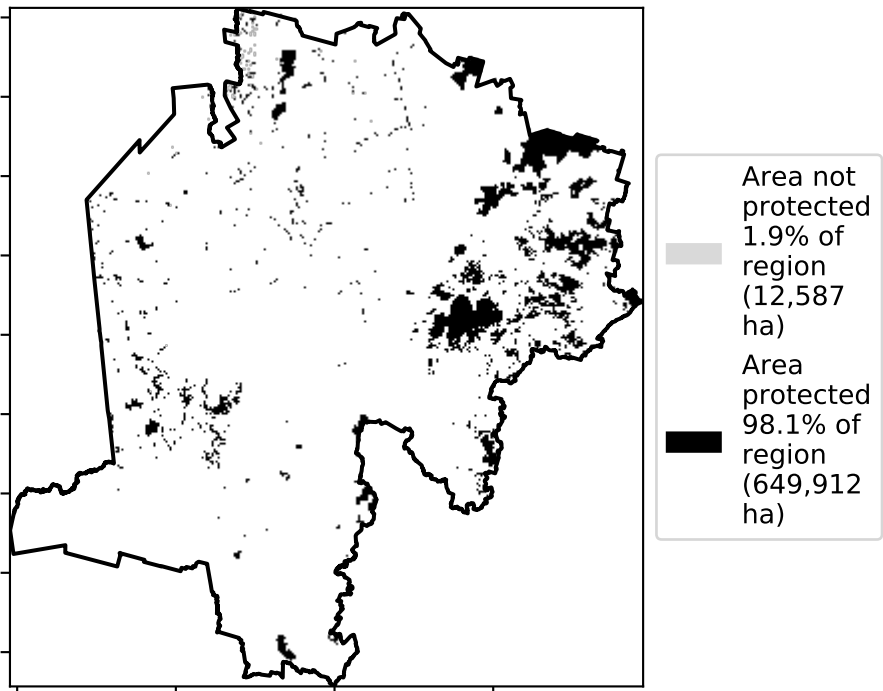 Area not
protected
1.9% of
region
(12,587
ha)
Area
protected
98.1% of
region
(649,912
ha)